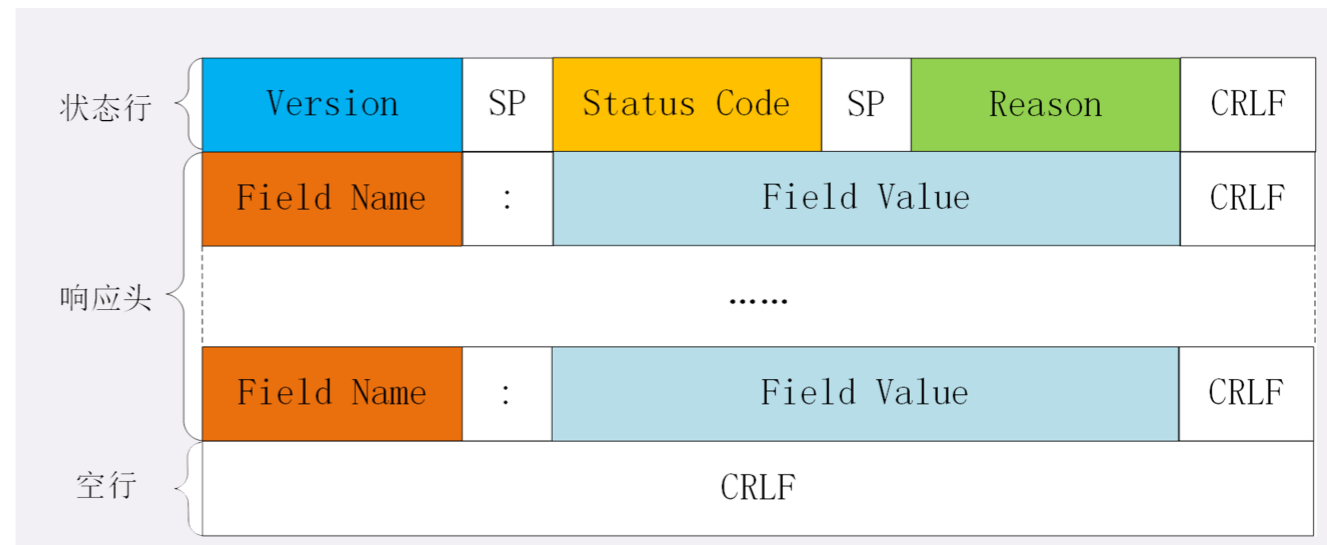 状态行 Version SP Status Code SP Reason CRLF
Field Name : Field Value CRLF
响应头 ······
Field Name : Field Value CRLF
空行 CRLF